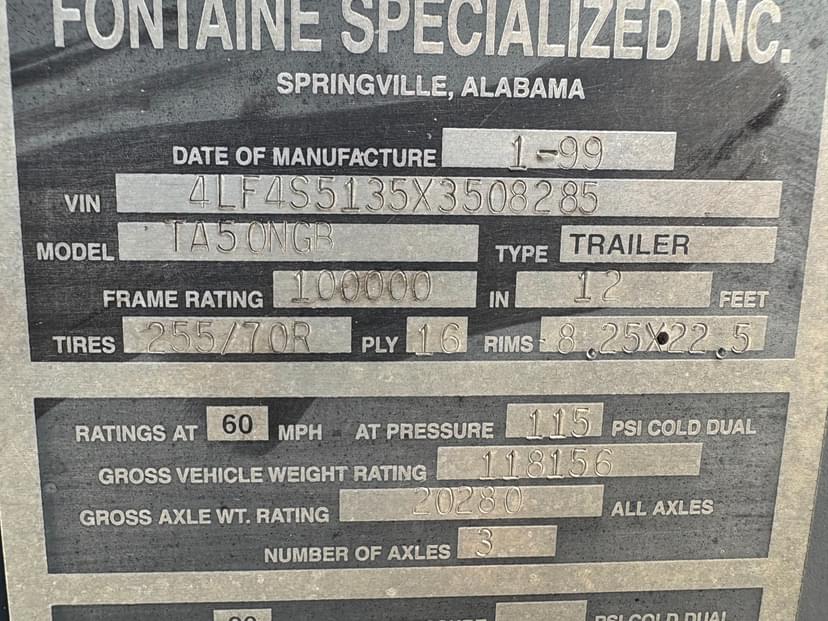 FONTAINE SPECIALIZED INC.
SPRINGVILLE, ALABAMA
DATE OF MANUFACTURE 1-99
VIN 4LF4S5135X3508285
MODEL TA50NGB TYPE TRAILER
FRAME RATING 100000 IN 12 FEET
TIRES 255/70R PLY 16 RIMS 8.25X22.5
RATINGS AT 60 MPH AT PRESSURE 115 PSI COLD DUAL
GROSS VEHICLE WEIGHT RATING 118156
GROSS AXLE WT. RATING 20280 ALL AXLES
NUMBER OF AXLES 3
PSI COLD DUAL